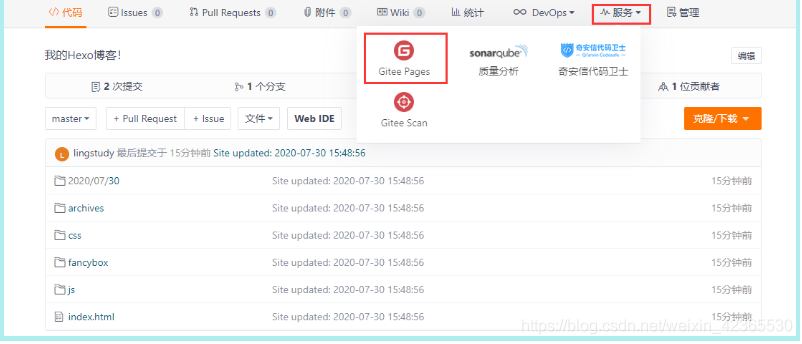 代码 Issues 0 Pull Requests 0 附件 0 Wiki 0 统计 DevOps 服务 管理
我的Hexo博客! 编辑
G sonarqube 奇安信代码卫士
Gitee Pages 质量分析 奇安信代码卫士
2 次提交 1 个分支 1 位贡献者
Gitee Scan
master + Pull Request + Issue 文件 Web IDE 克隆/下载
L lingstudy 最后提交于 15分钟前 Site updated: 2020-07-30 15:48:56
2020/07/30 Site updated: 2020-07-30 15:48:56 15分钟前
archives Site updated: 2020-07-30 15:48:56 15分钟前
css Site updated: 2020-07-30 15:48:56 15分钟前
fancybox Site updated: 2020-07-30 15:48:56 15分钟前
js Site updated: 2020-07-30 15:48:56 15分钟前
index.html Site updated: 2020-07-30 15:48:56 15分钟前
https://blog.csdn.net/weixin_42365530